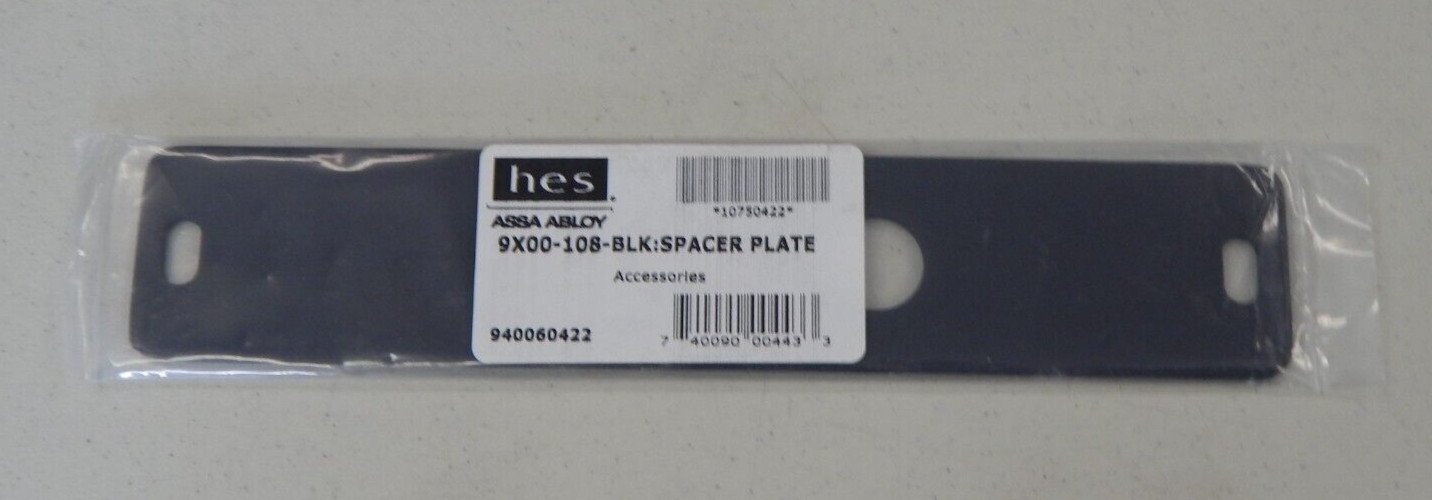 hes
ASSA ABLOY
*10750422*
9X00-108-BLK:SPACER PLATE
Accessories
940060422
7 40090 00443 3